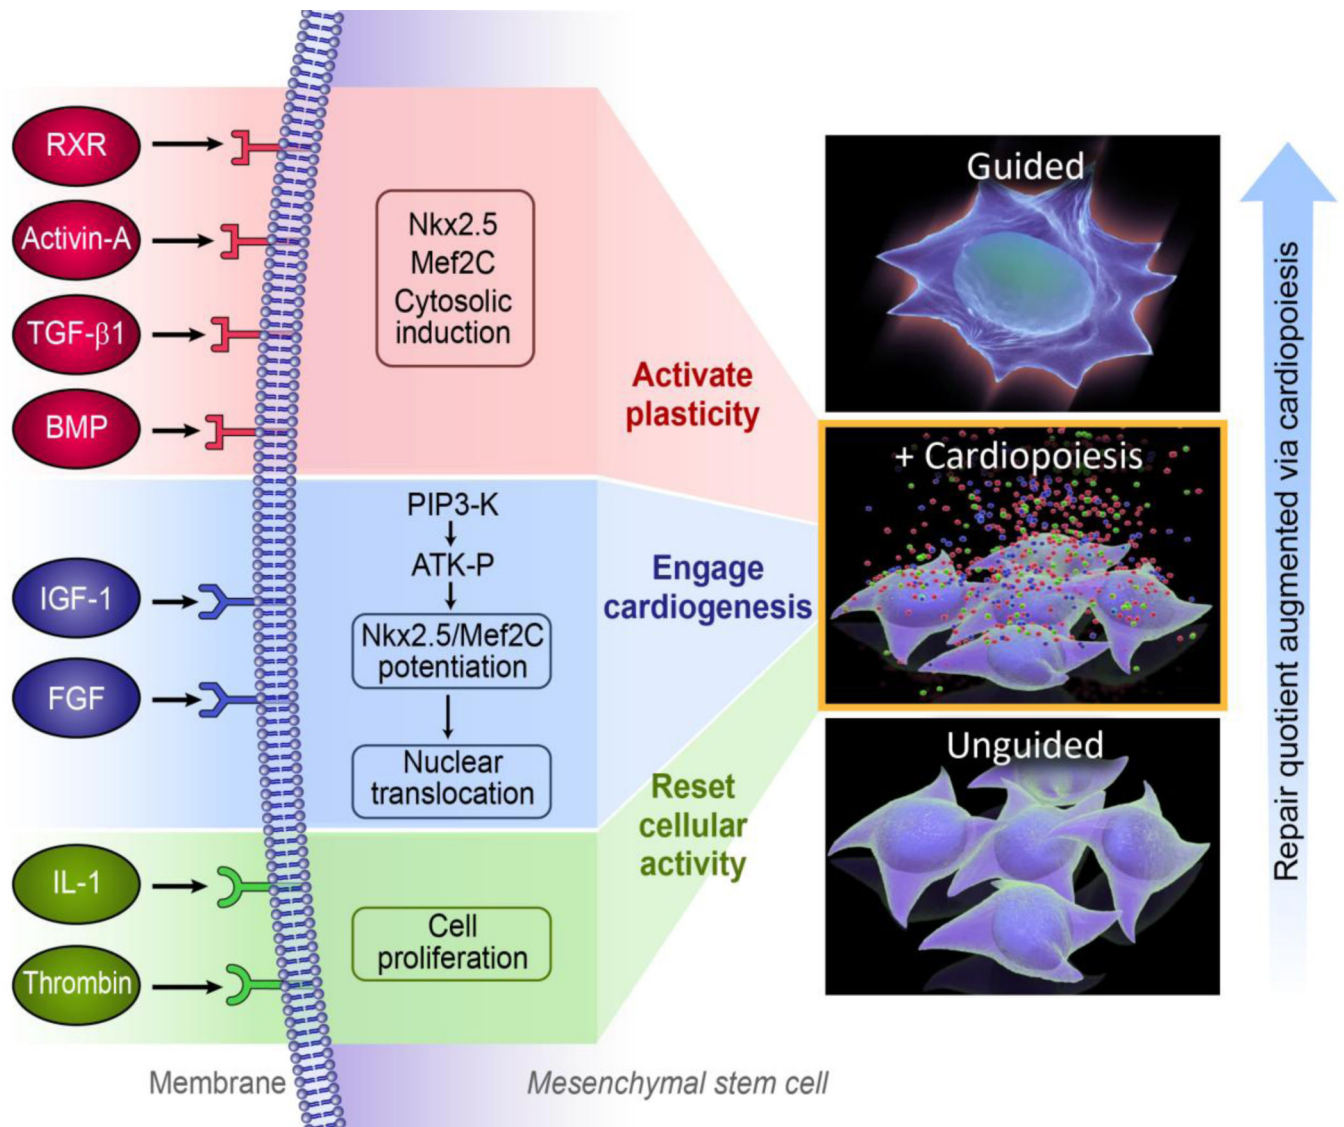 RXR
Activin-A
TGF-β1
BMP
Nkx2.5
Mef2C
Cytosolic
induction
Activate
plasticity
IGF-1
FGF
PIP3-K
ATK-P
Nkx2.5/Mef2C
potentiation
Nuclear
translocation
Engage
cardiogenesis
IL-1
Thrombin
Cell
proliferation
Reset
cellular
activity
Membrane
Mesenchymal stem cell
Guided
+ Cardiopoiesis
Unguided
Repair quotient augmented via cardiopoiesis